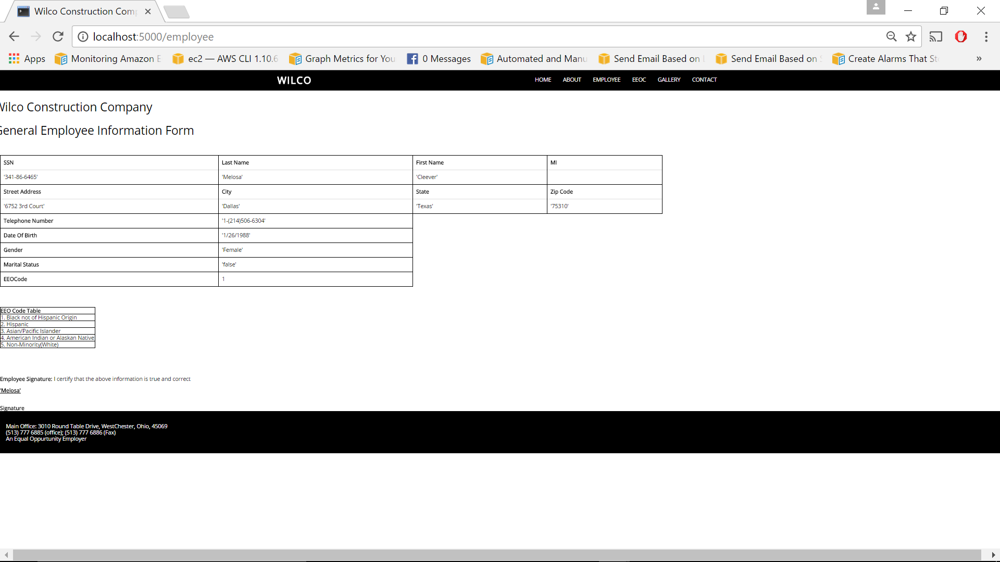 Wilco Construction Com
localhost:5000/employee
Apps Monitoring Amazon E ec2 — AWS CLI 1.10.6 Graph Metrics for You 0 Messages Automated and Manu Send Email Based on Send Email Based on Create Alarms That St »
WILCO HOME ABOUT EMPLOYEE EEOC GALLERY CONTACT
Wilco Construction Company
General Employee Information Form
SSN Last Name First Name MI
'341-86-6465' 'Melosa' 'Cleever'
Street Address City State Zip Code
'6752 3rd Court' 'Dallas' 'Texas' '75310'
Telephone Number '1-(214)506-6304'
Date Of Birth '1/26/1988'
Gender 'Female'
Marital Status 'false'
EEOCode 1
EEO Code Table
1. Black not of Hispanic Origin
2. Hispanic
3. Asian/Pacific Islander
4. American Indian or Alaskan Native
5. Non-Minority(White)
Employee Signature: I certify that the above information is true and correct
'Melosa'
Signature
Main Office: 3010 Round Table Drive, WestChester, Ohio, 45069
(513) 777 6885 (office); (513) 777 6886 (Fax)
An Equal Oppurtunity Employer